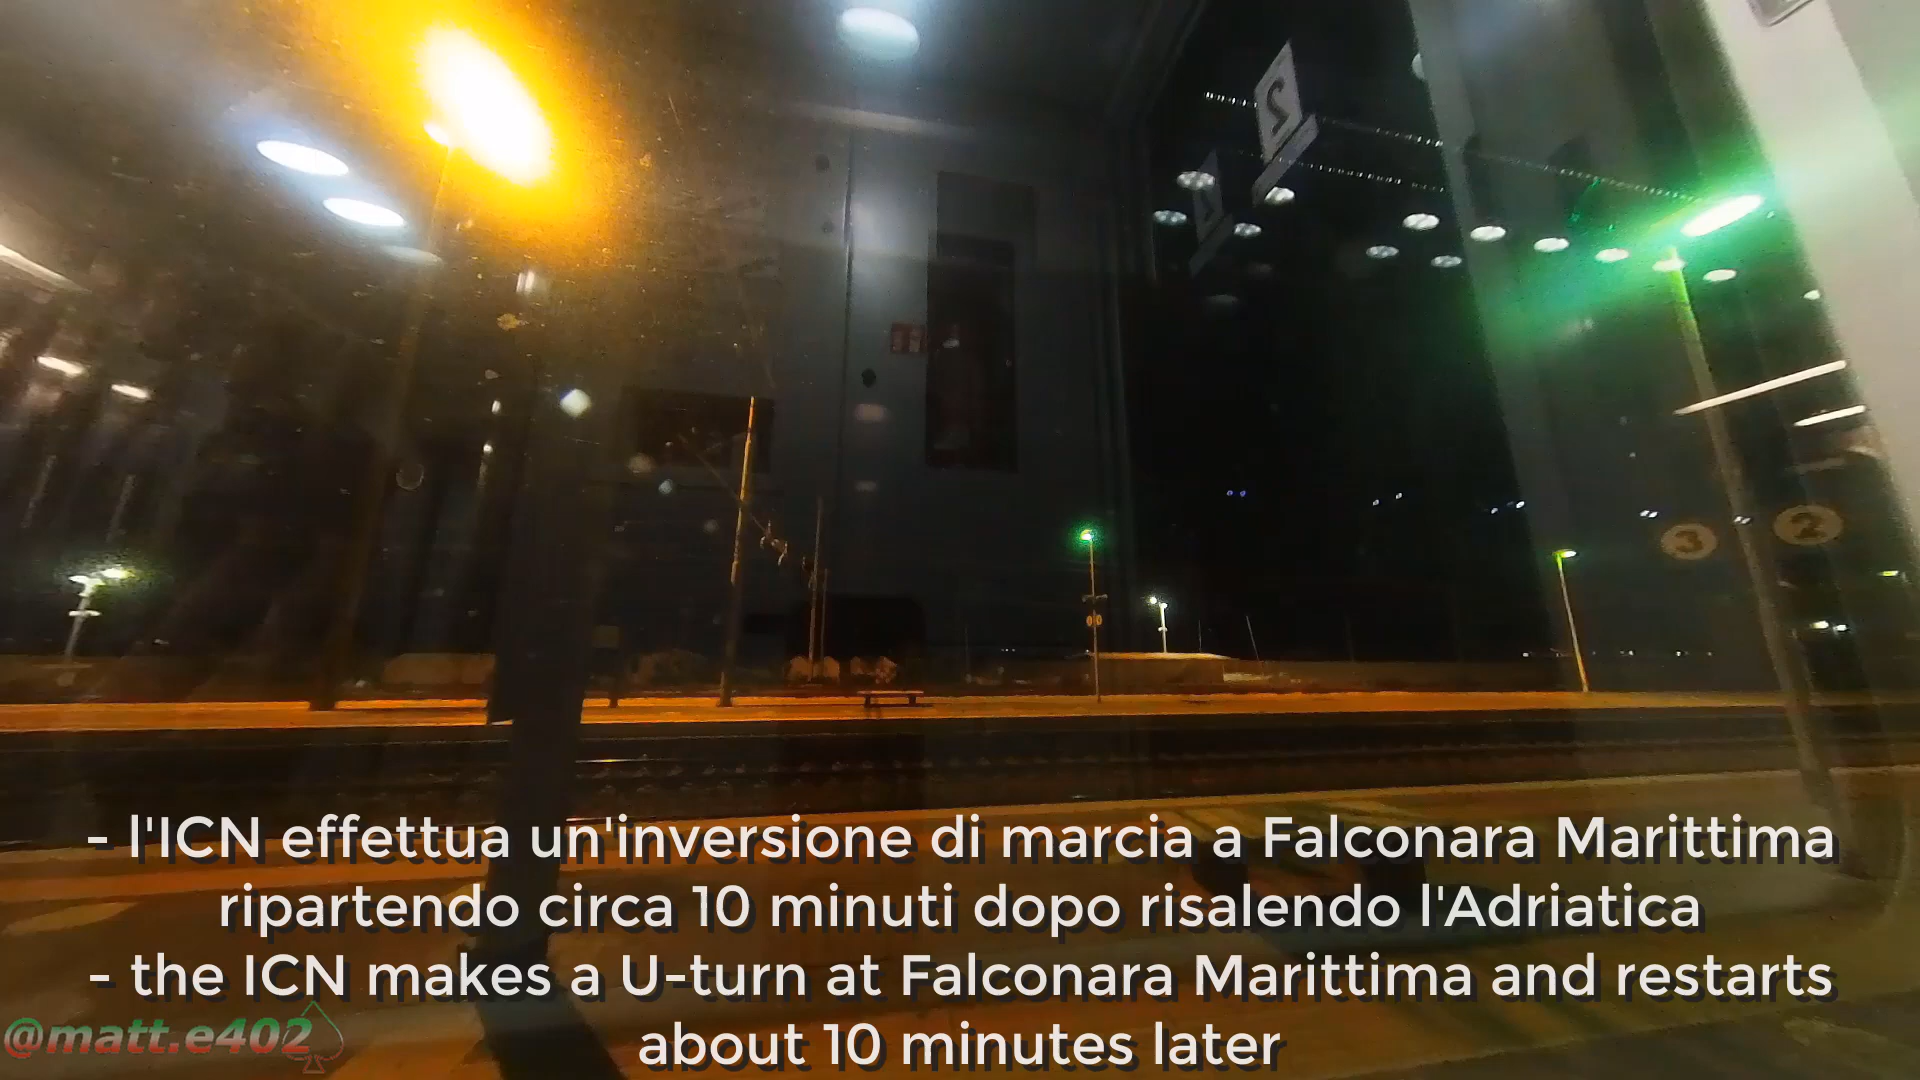 2
3
2
- l'ICN effettua un'inversione di marcia a Falconara Marittima
ripartendo circa 10 minuti dopo risalendo l'Adriatica
- the ICN makes a U-turn at Falconara Marittima and restarts
about 10 minutes later
@matt.e402